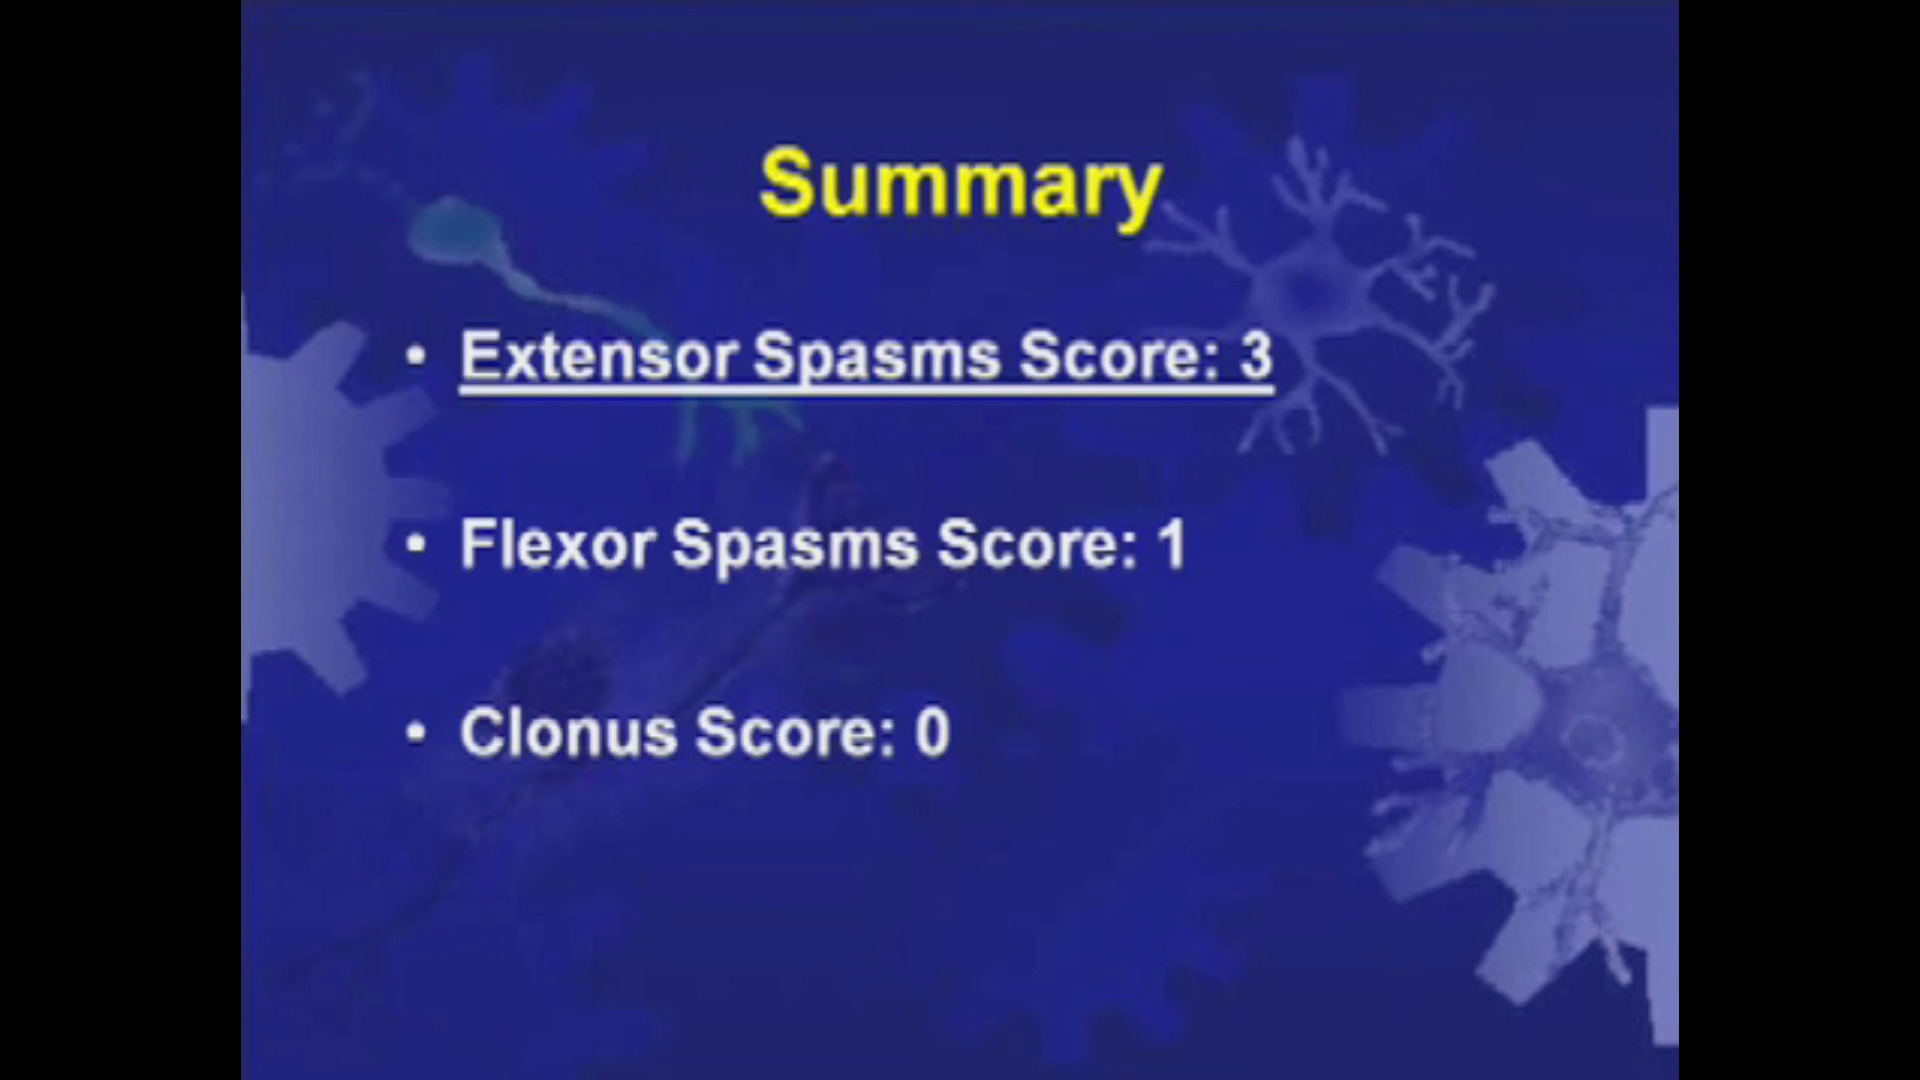 Summary
• Extensor Spasms Score: 3
• Flexor Spasms Score: 1
• Clonus Score: 0